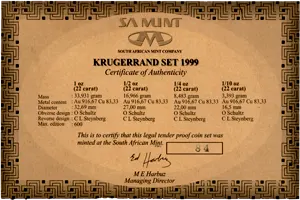 SA MINT
SOUTH AFRICAN MINT COMPANY
KRUGERRAND SET 1999
Certificate of Authenticity
1 oz 1/2 oz 1/4 oz 1/10 oz
(22 carat) (22 carat) (22 carat) (22 carat)
Mass : 33,931 gram 16,966 gram 8,483 gram 3,393 gram
Metal content : Au 916,67 Cu 83,33 Au 916,67 Cu 83,33 Au 916,67 Cu 83,33 Au 916,67 Cu 83,33
Diameter : 32,69 mm 27,00 mm 22,00 mm 16,5 mm
Obverse design : O Schultz O Schultz O Schultz O Schultz
Reverse design : C L Steynberg C L Steynberg C L Steynberg C L Steynberg
Max. edition : 600
This is to certify that this legal tender proof coin set was
minted at the South African Mint. 84
M E Harbuz
Managing Director